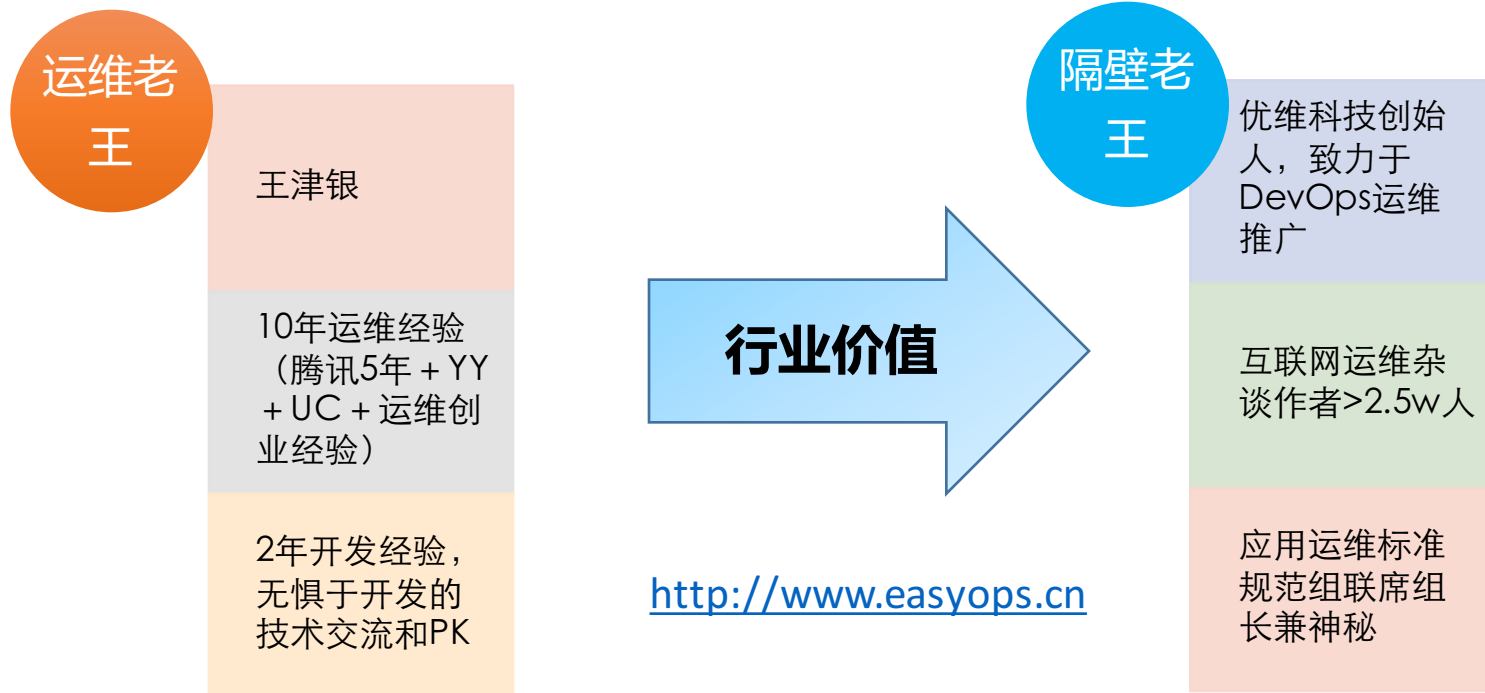 运维老
王
王津银
10年运维经验
（腾讯5年＋YY
＋UC＋运维创
业经验）
2年开发经验，
无惧于开发的
技术交流和PK
行业价值
http://www.easyops.cn
隔壁老
王
优维科技创始
人，致力于
DevOps运维
推广
互联网运维杂
谈作者>2.5w人
应用运维标准
规范组联席组
长兼神秘